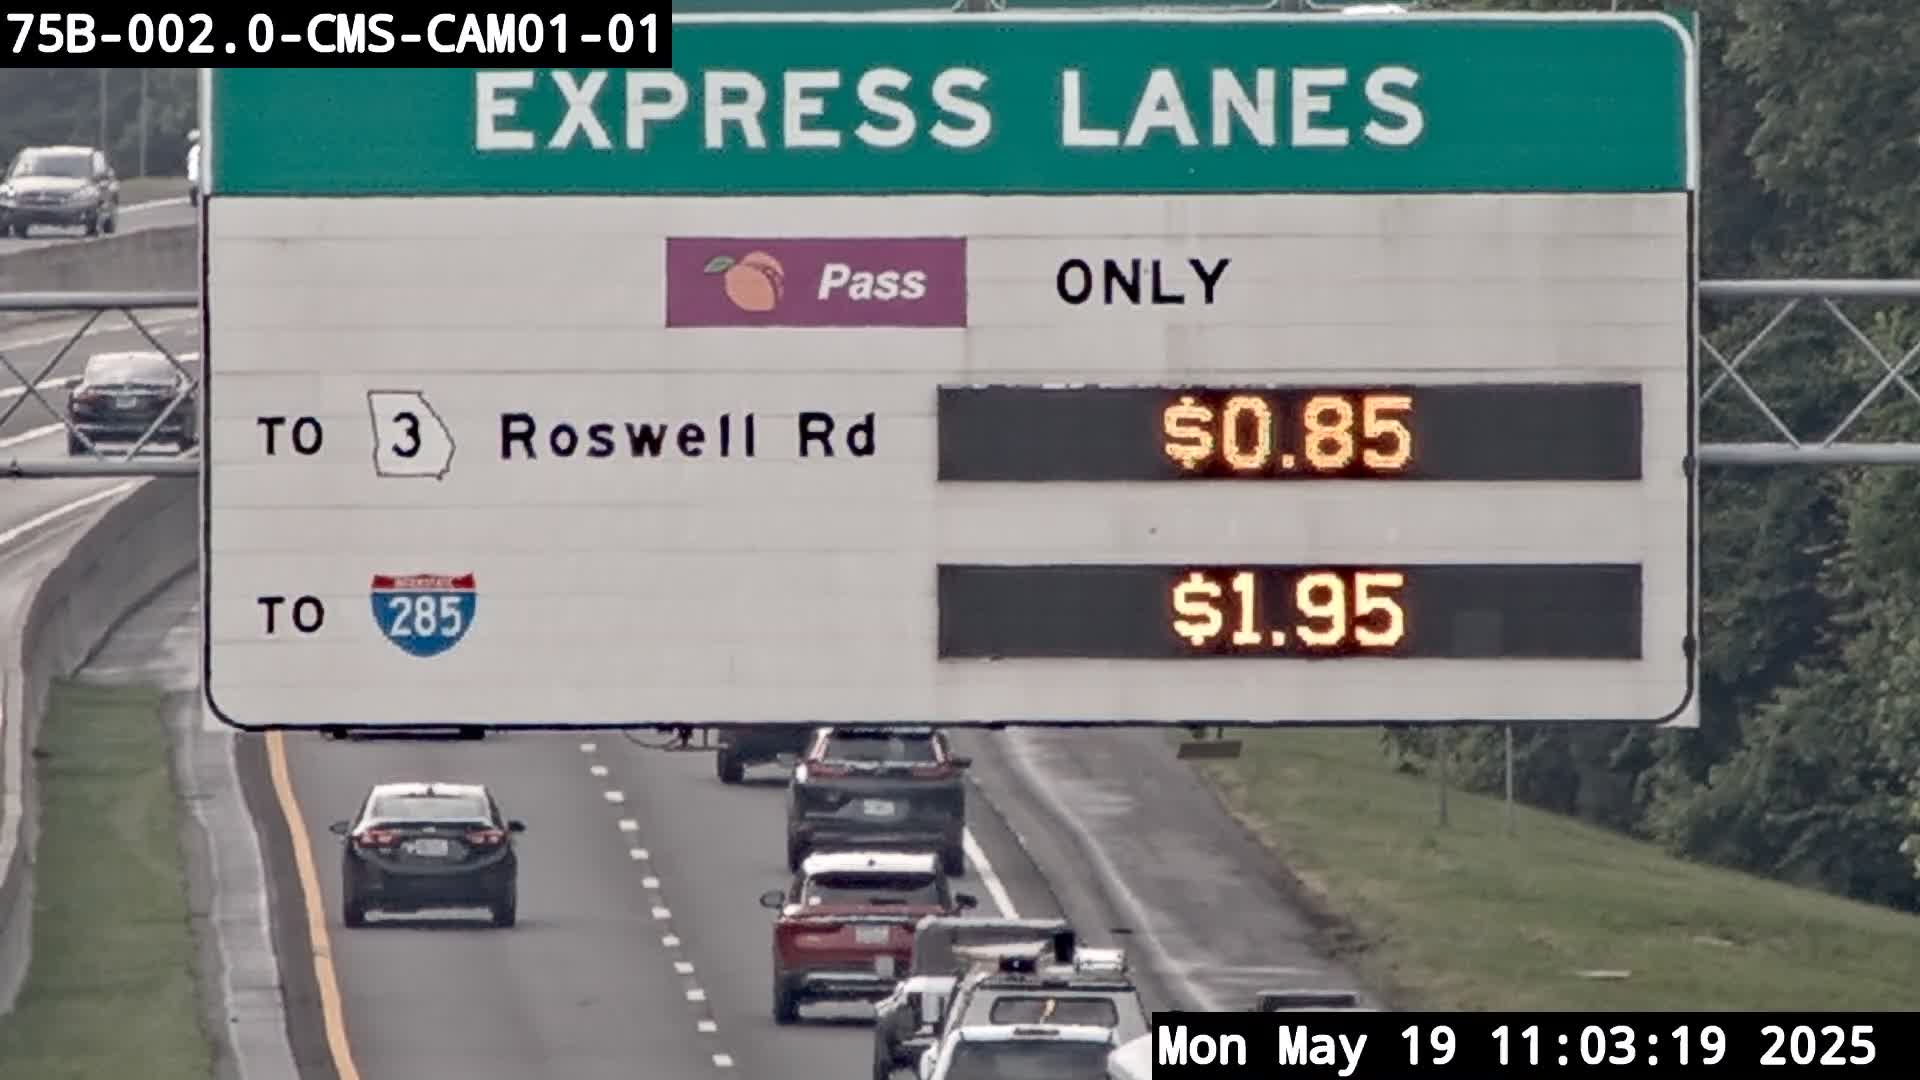 75B-002.0-CMS-CAM01-01
EXPRESS LANES
Pass ONLY
TO 3 Roswell Rd $0.85
INTERSTATE
TO 285 $1.95
Mon May 19 11:03:19 2025